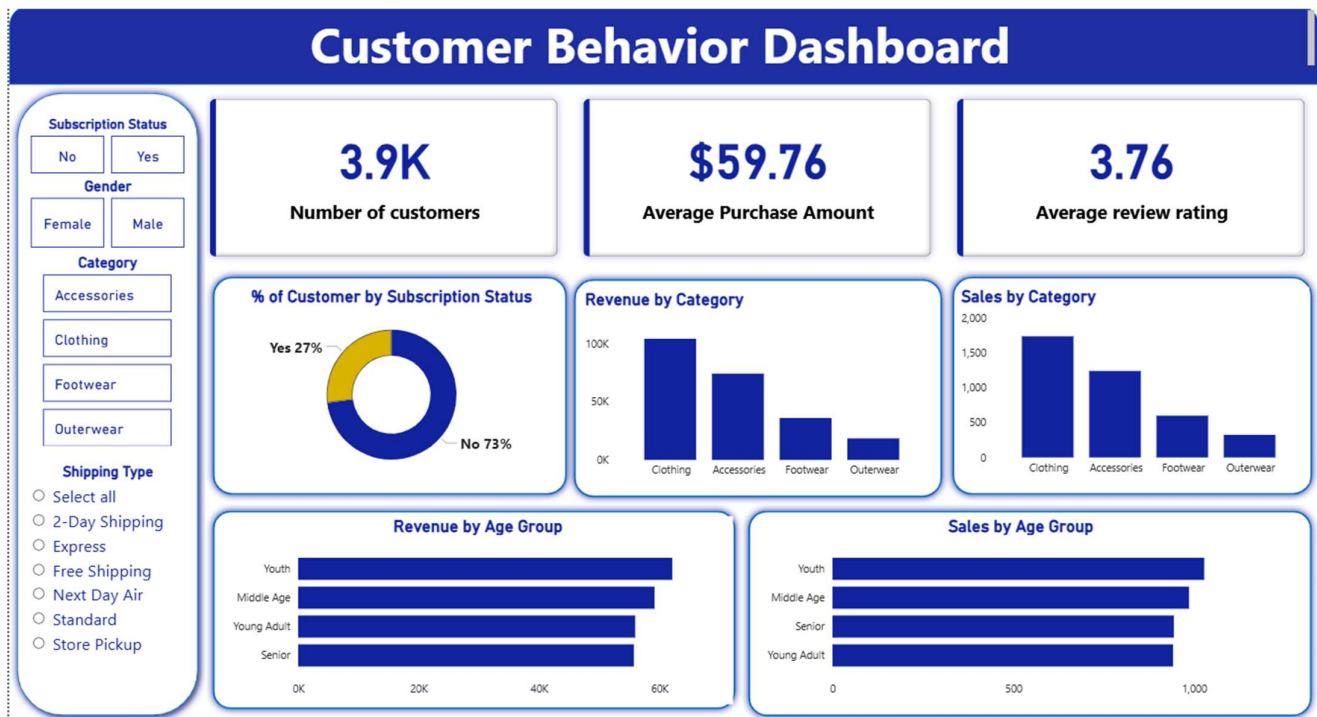 Customer Behavior Dashboard
Subscription Status
No Yes
Gender
Female Male
Category
Accessories
Clothing
Footwear
Outerwear
Shipping Type
Select all
2-Day Shipping
Express
Free Shipping
Next Day Air
Standard
Store Pickup
3.9K
Number of customers
$59.76
Average Purchase Amount
3.76
Average review rating
% of Customer by Subscription Status
Yes 27%
No 73%
Revenue by Category
100K
50K
0K
Clothing Accessories Footwear Outerwear
Sales by Category
2,000
1,500
1,000
500
0
Clothing Accessories Footwear Outerwear
Revenue by Age Group
Youth
Middle Age
Young Adult
Senior
0K 20K 40K 60K
Sales by Age Group
Youth
Middle Age
Senior
Young Adult
0 500 1,000